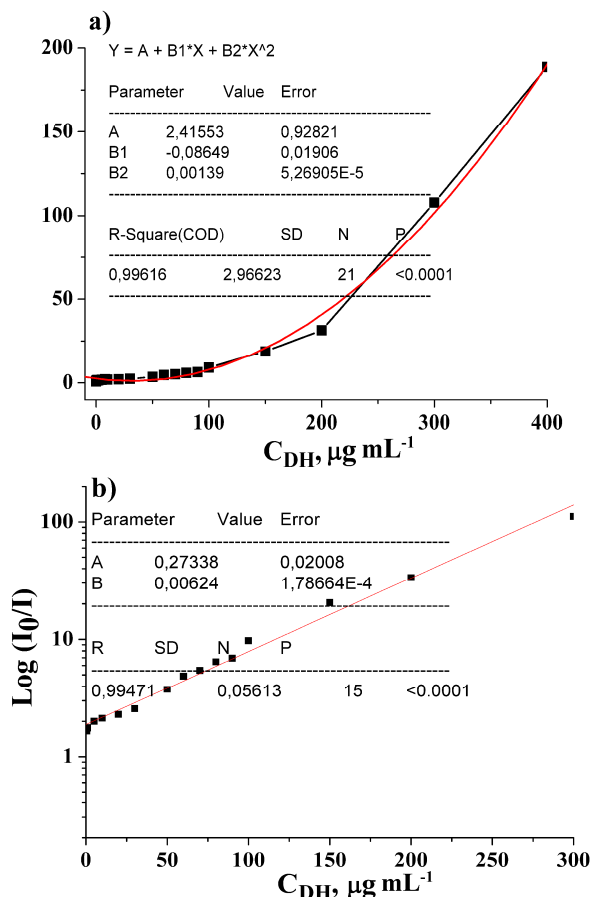 a)
Y = A + B1*X + B2*X^2
Parameter Value Error
A 2,41553 0,92821
B1 -0,08649 0,01906
B2 0,00139 5,26905E-5
R-Square(COD) SD N P
0,99616 2,96623 21 <0.0001
200
150
100
50
0
0 100 200 300 400
C_DH, µg mL⁻¹
b)
Parameter Value Error
A 0,27338 0,02008
B 0,00624 1,78664E-4
R SD N P
0,99471 0,05613 15 <0.0001
Log (I₀/I)
100
10
1
0 50 100 150 200 250 300
C_DH, µg mL⁻¹